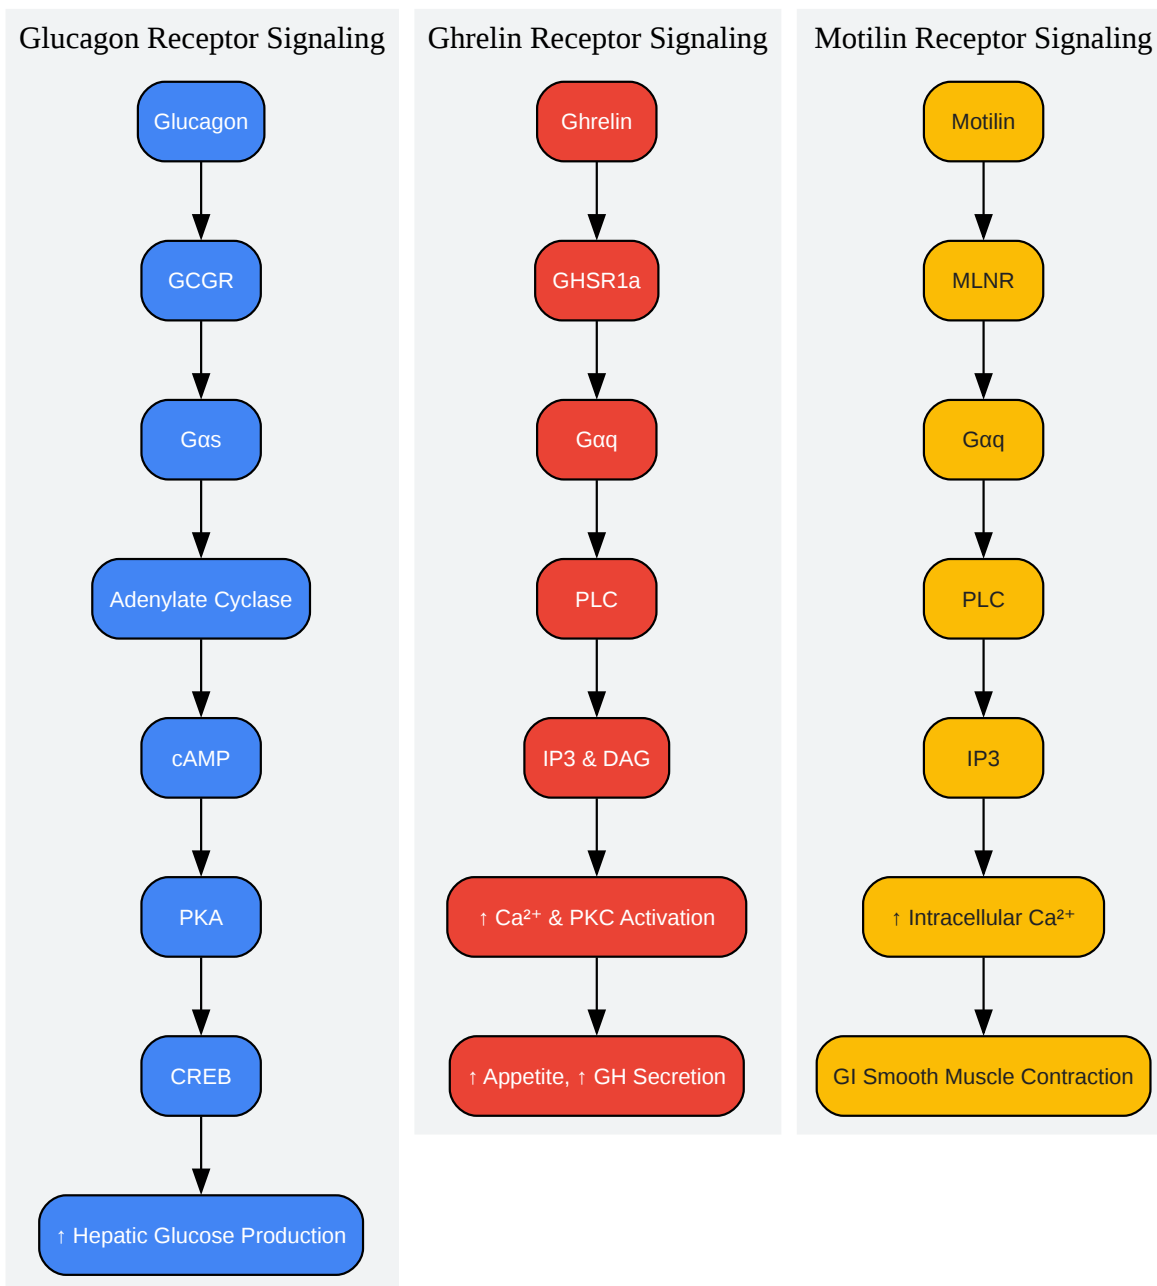 Glucagon Receptor Signaling
Glucagon
GCGR
Gαs
Adenylate Cyclase
cAMP
PKA
CREB
↑ Hepatic Glucose Production
Ghrelin Receptor Signaling
Ghrelin
GHSR1a
Gαq
PLC
IP3 & DAG
↑ Ca²⁺ & PKC Activation
↑ Appetite, ↑ GH Secretion
Motilin Receptor Signaling
Motilin
MLNR
Gαq
PLC
IP3
↑ Intracellular Ca²⁺
GI Smooth Muscle Contraction